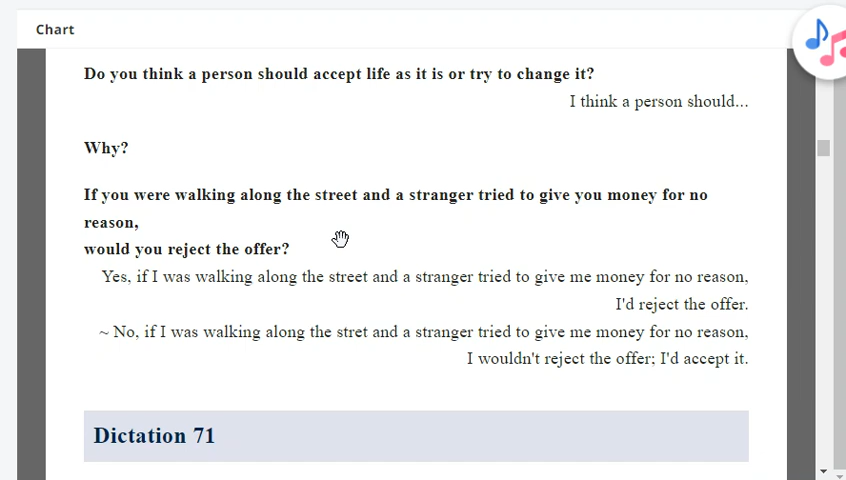 Chart
Do you think a person should accept life as it is or try to change it?
I think a person should...
Why?
If you were walking along the street and a stranger tried to give you money for no
reason,
would you reject the offer?
Yes, if I was walking along the street and a stranger tried to give me money for no reason,
I'd reject the offer.
~ No, if I was walking along the stret and a stranger tried to give me money for no reason,
I wouldn't reject the offer; I'd accept it.
Dictation 71